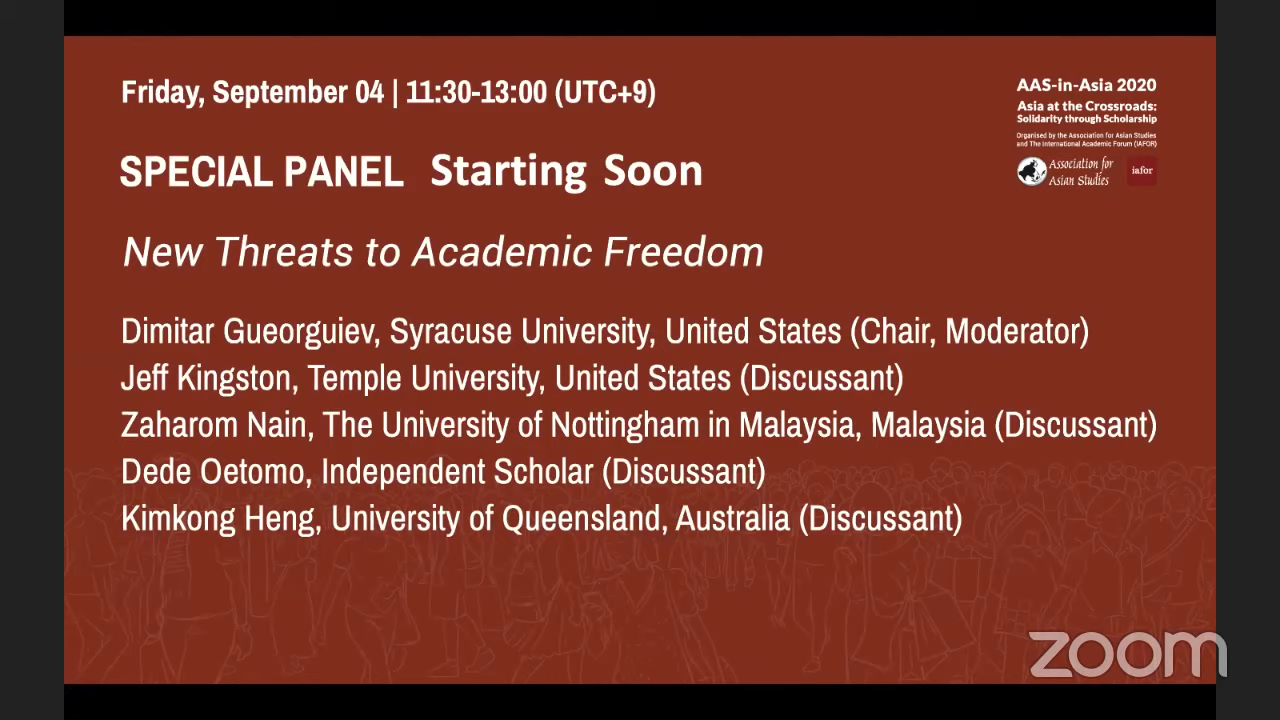 Friday, September 04 | 11:30-13:00 (UTC+9)
AAS-in-Asia 2020
Asia at the Crossroads:
Solidarity through Scholarship
Organised by the Association for Asian Studies
and The International Academic Forum (IAFOR)
Association for
Asian Studies
iafor
SPECIAL PANEL Starting Soon
New Threats to Academic Freedom
Dimitar Gueorguiev, Syracuse University, United States (Chair, Moderator)
Jeff Kingston, Temple University, United States (Discussant)
Zaharom Nain, The University of Nottingham in Malaysia, Malaysia (Discussant)
Dede Oetomo, Independent Scholar (Discussant)
Kimkong Heng, University of Queensland, Australia (Discussant)
zoom